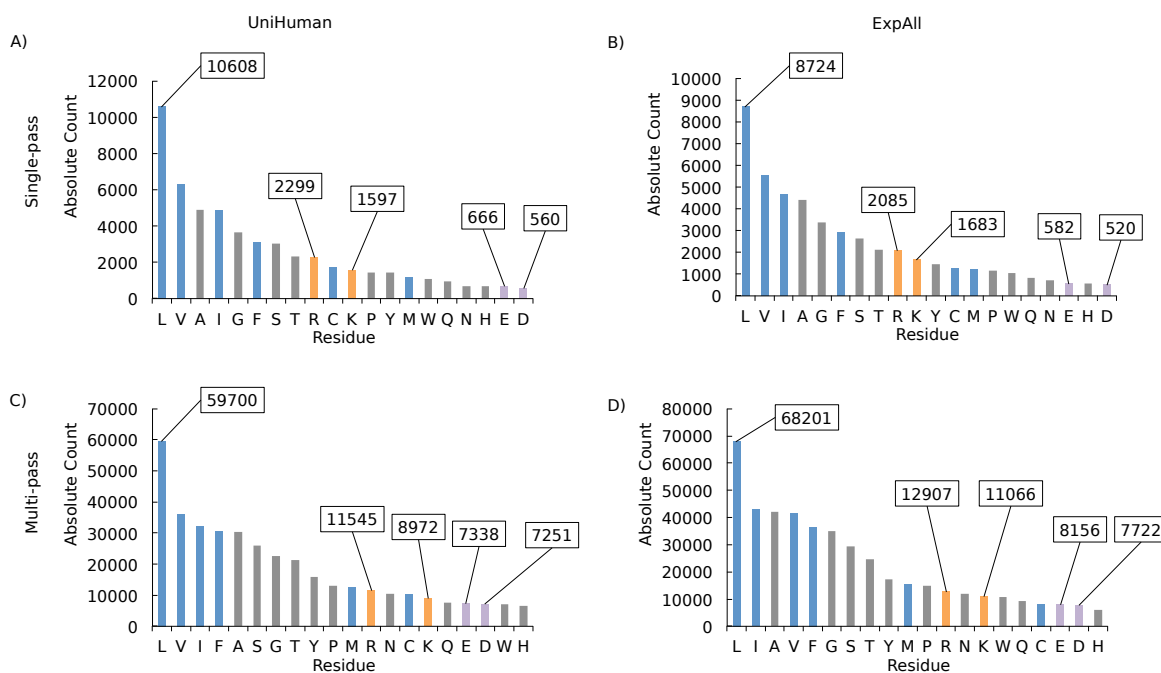 UniHuman
ExpAll
Single-pass
Multi-pass
A)
Absolute Count
12000
10000
8000
6000
4000
2000
0
10608
2299
1597
666
560
L V A I G F S T R C K P Y M W Q N H E D
Residue
B)
Absolute Count
10000
9000
8000
7000
6000
5000
4000
3000
2000
1000
0
8724
2085
1683
582
520
L V I A G F S T R K Y C M P W Q N E H D
Residue
C)
Absolute Count
70000
60000
50000
40000
30000
20000
10000
0
59700
11545
8972
7338
7251
L V I F A S G T Y P M R N C K Q E D W H
Residue
D)
Absolute Count
80000
70000
60000
50000
40000
30000
20000
10000
0
68201
12907
11066
8156
7722
L I A V F G S T Y M P R N K W Q C E D H
Residue